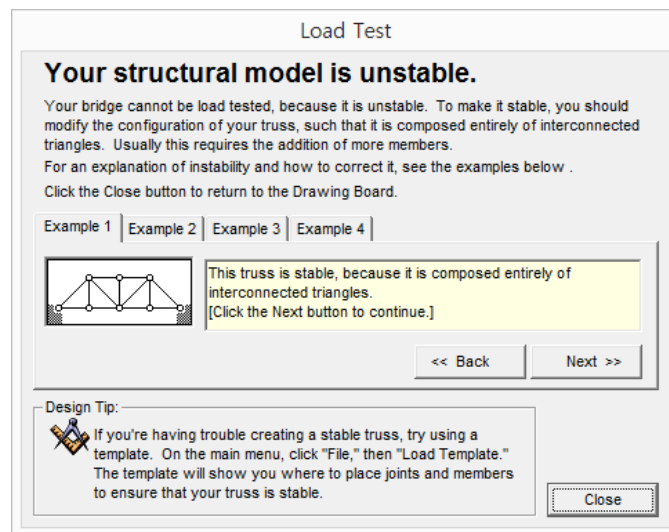 Load Test
Your structural model is unstable.
Your bridge cannot be load tested, because it is unstable.  To make it stable, you should
modify the configuration of your truss, such that it is composed entirely of interconnected
triangles.  Usually this requires the addition of more members.
For an explanation of instability and how to correct it, see the examples below .
Click the Close button to return to the Drawing Board.
Example 1 Example 2 Example 3 Example 4
This truss is stable, because it is composed entirely of
interconnected triangles.
[Click the Next button to continue.]
<< Back Next >>
Design Tip:
If you're having trouble creating a stable truss, try using a
template.  On the main menu, click "File," then "Load Template."
The template will show you where to place joints and members
to ensure that your truss is stable.
Close